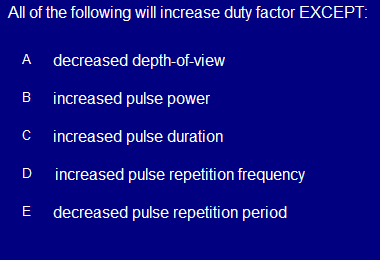 All of the following will increase duty factor EXCEPT:
A decreased depth-of-view
B increased pulse power
C increased pulse duration
D increased pulse repetition frequency
E decreased pulse repetition period